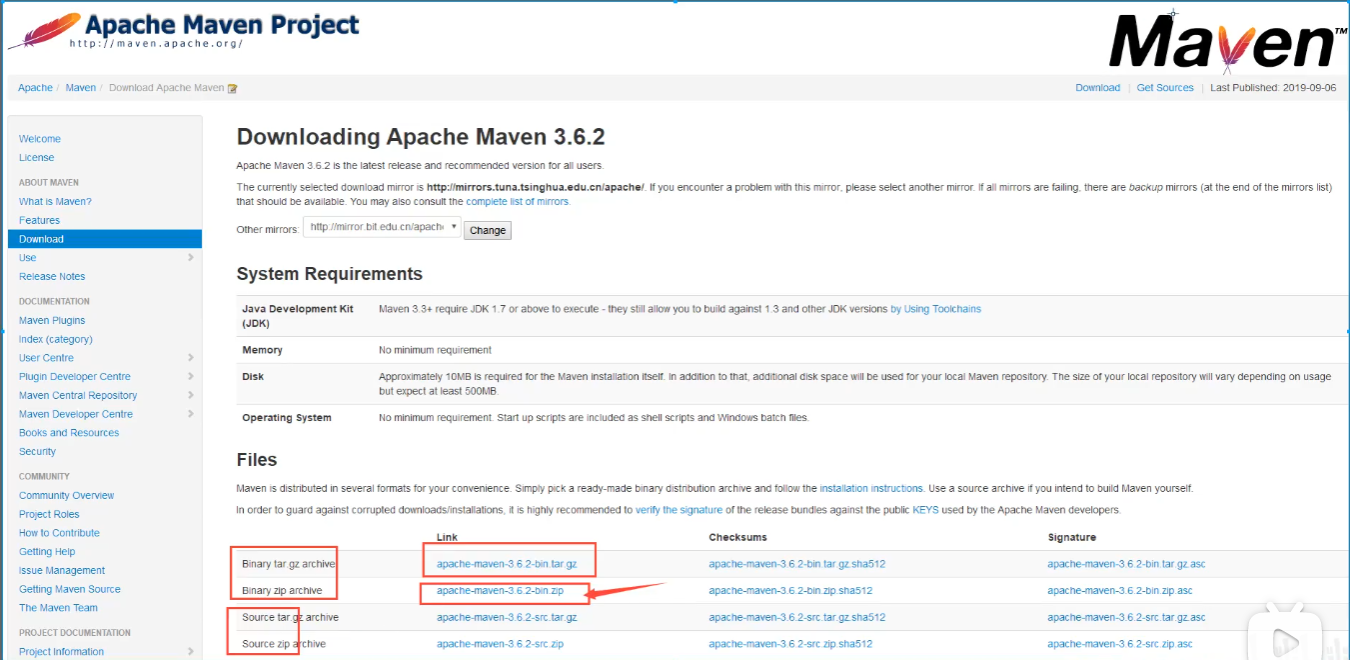 Apache Maven Project
http://maven.apache.org/
Maven™
Apache / Maven / Download Apache Maven
Download | Get Sources | Last Published: 2019-09-06
Welcome
License
ABOUT MAVEN
What is Maven?
Features
Download
Use
Release Notes
DOCUMENTATION
Maven Plugins
Index (category)
User Centre
Plugin Developer Centre
Maven Central Repository
Maven Developer Centre
Books and Resources
Security
COMMUNITY
Community Overview
Project Roles
How to Contribute
Getting Help
Issue Management
Getting Maven Source
The Maven Team
PROJECT DOCUMENTATION
Project Information
Downloading Apache Maven 3.6.2
Apache Maven 3.6.2 is the latest release and recommended version for all users.
The currently selected download mirror is http://mirrors.tuna.tsinghua.edu.cn/apache/. If you encounter a problem with this mirror, please select another mirror. If all mirrors are failing, there are backup mirrors (at the end of the mirrors list)
that should be available. You may also consult the complete list of mirrors.
Other mirrors: http://mirror.bit.edu.cn/apach Change
System Requirements
Java Development Kit Maven 3.3+ require JDK 1.7 or above to execute - they still allow you to build against 1.3 and other JDK versions by Using Toolchains
(JDK)
Memory No minimum requirement
Disk Approximately 10MB is required for the Maven installation itself. In addition to that, additional disk space will be used for your local Maven repository. The size of your local repository will vary depending on usage
but expect at least 500MB.
Operating System No minimum requirement. Start up scripts are included as shell scripts and Windows batch files.
Files
Maven is distributed in several formats for your convenience. Simply pick a ready-made binary distribution archive and follow the installation instructions. Use a source archive if you intend to build Maven yourself.
In order to guard against corrupted downloads/installations, it is highly recommended to verify the signature of the release bundles against the public KEYS used by the Apache Maven developers.
Link Checksums Signature
Binary tar.gz archive apache-maven-3.6.2-bin.tar.gz apache-maven-3.6.2-bin.tar.gz.sha512 apache-maven-3.6.2-bin.tar.gz.asc
Binary zip archive apache-maven-3.6.2-bin.zip apache-maven-3.6.2-bin.zip.sha512 apache-maven-3.6.2-bin.zip.asc
Source tar.gz archive apache-maven-3.6.2-src.tar.gz apache-maven-3.6.2-src.tar.gz.sha512 apache-maven-3.6.2-src.tar.gz.asc
Source zip archive apache-maven-3.6.2-src.zip apache-maven-3.6.2-src.zip.sha512 apache-maven-3.6.2-src.zip.asc